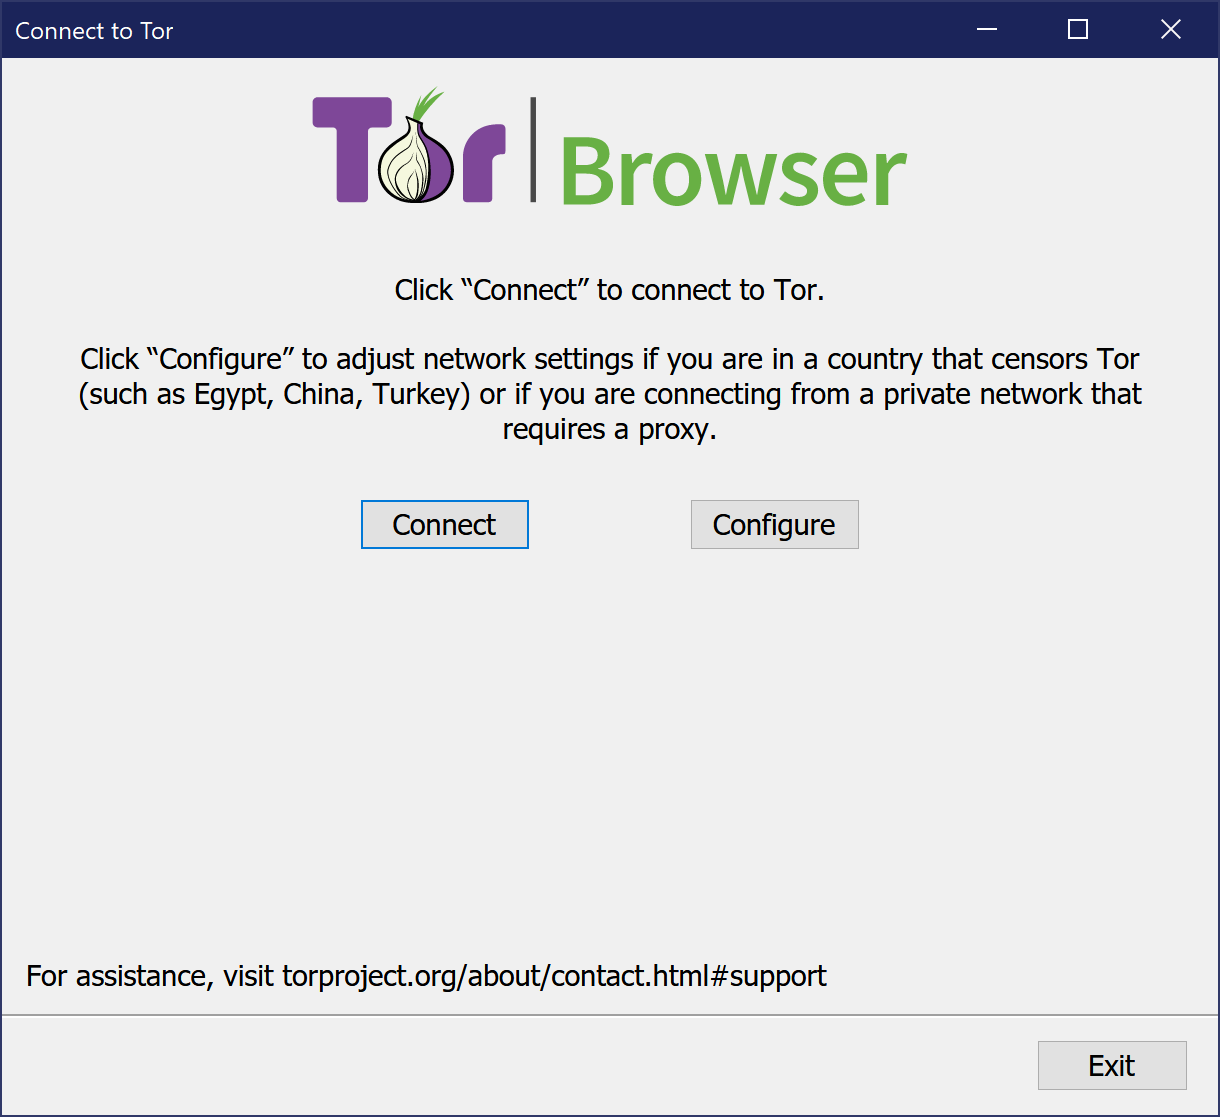 Connect to Tor
Tor | Browser
Click “Connect” to connect to Tor.
Click “Configure” to adjust network settings if you are in a country that censors Tor
(such as Egypt, China, Turkey) or if you are connecting from a private network that
requires a proxy.
Connect
Configure
For assistance, visit torproject.org/about/contact.html#support
Exit